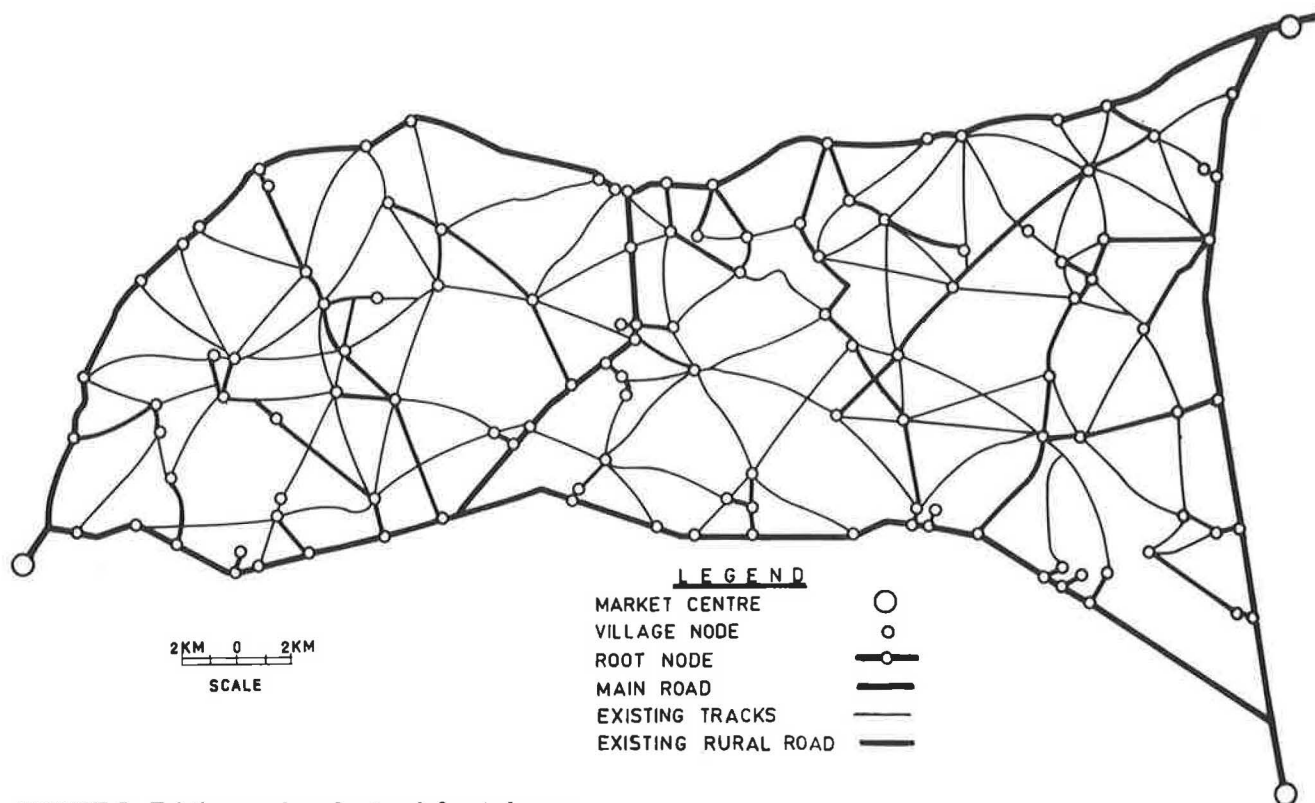 2KM 0 2KM
SCALE
LEGEND
MARKET CENTRE
VILLAGE NODE
ROOT NODE
MAIN ROAD
EXISTING TRACKS
EXISTING RURAL ROAD